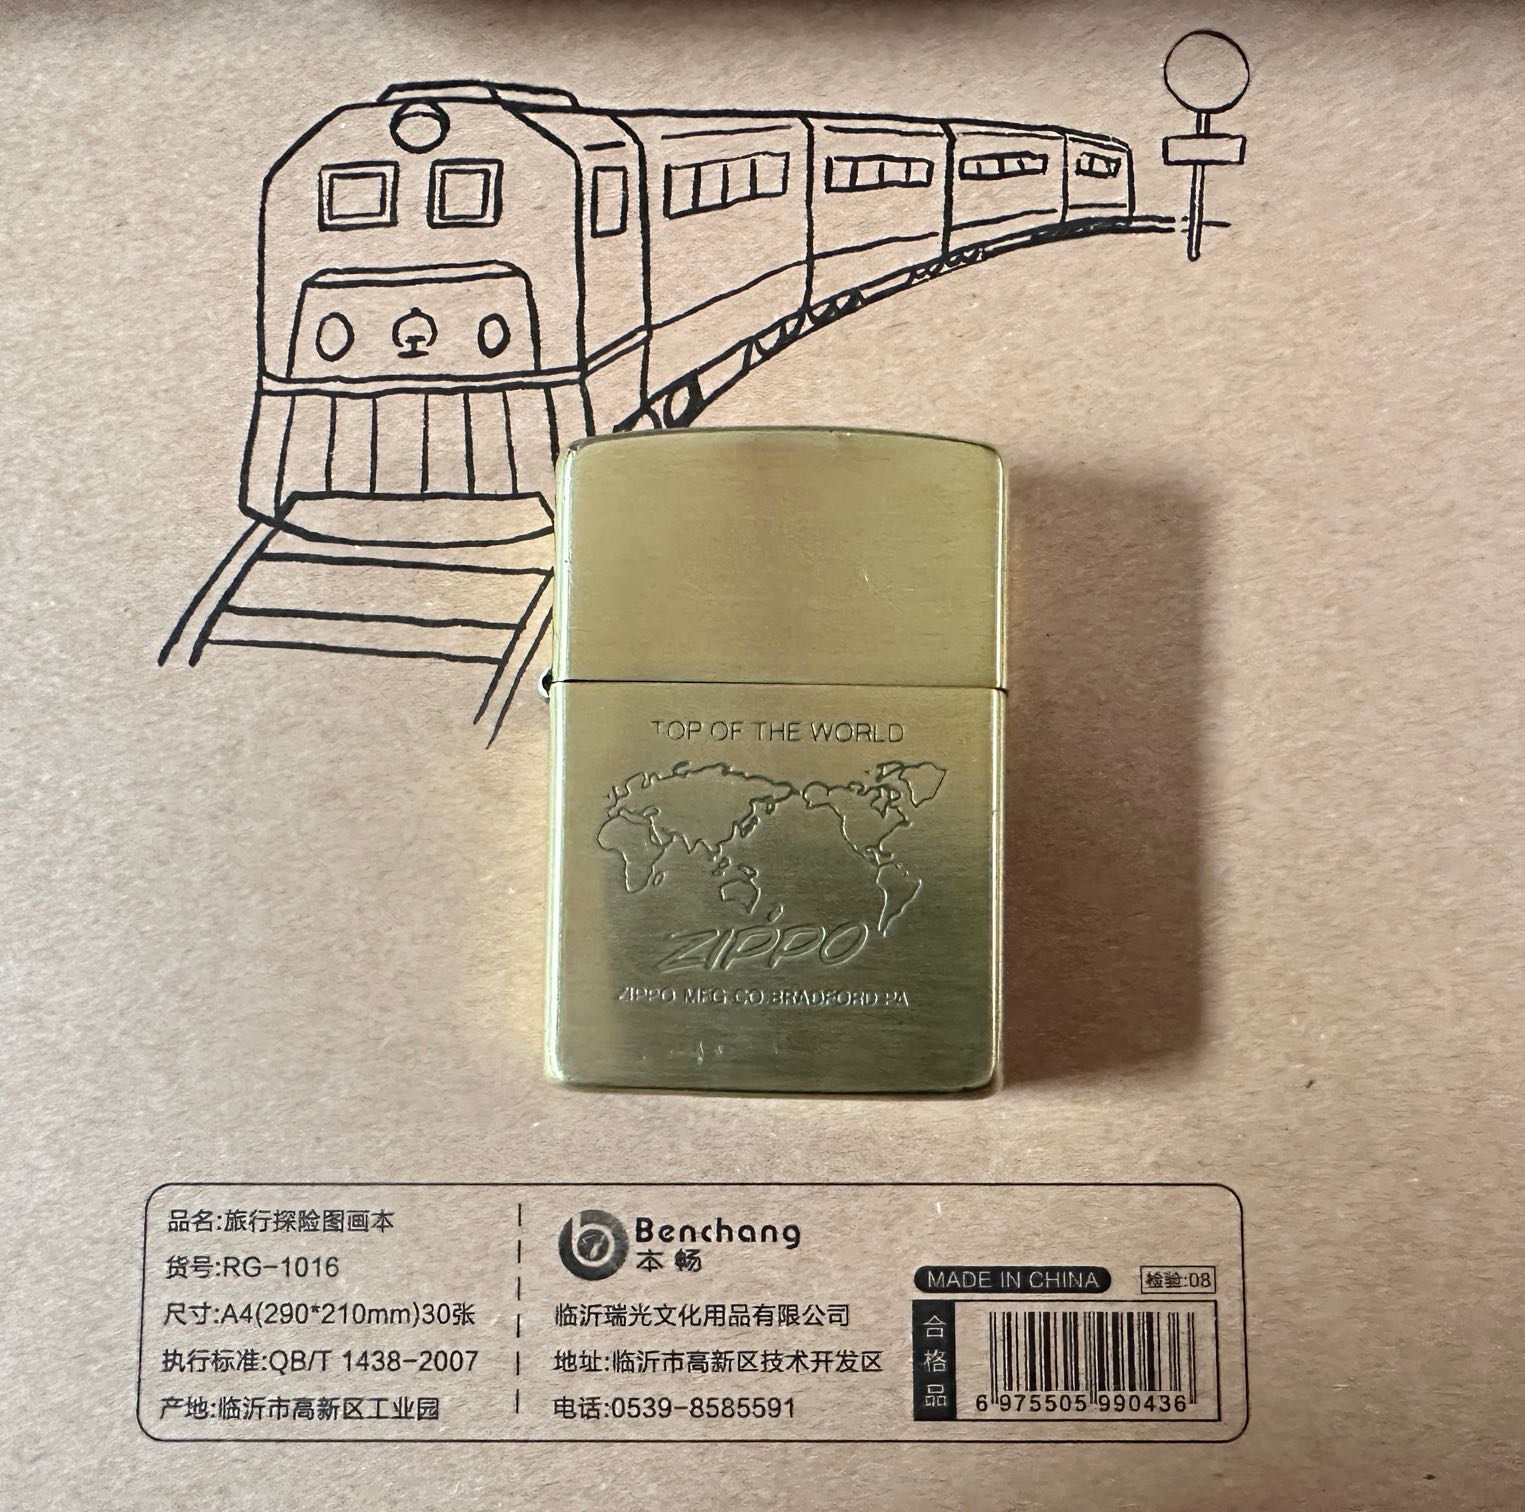 TOP OF THE WORLD
ZIPPO
ZIPPO MFG.CO.BRADFORD.PA
品名:旅行探险图画本
货号:RG-1016
尺寸:A4(290*210mm)30张
执行标准:QB/T 1438-2007
产地:临沂市高新区工业园
Benchang
本畅
临沂瑞光文化用品有限公司
地址:临沂市高新区技术开发区
电话:0539-8585591
MADE IN CHINA
检验:08
合格品
6 975505 990436